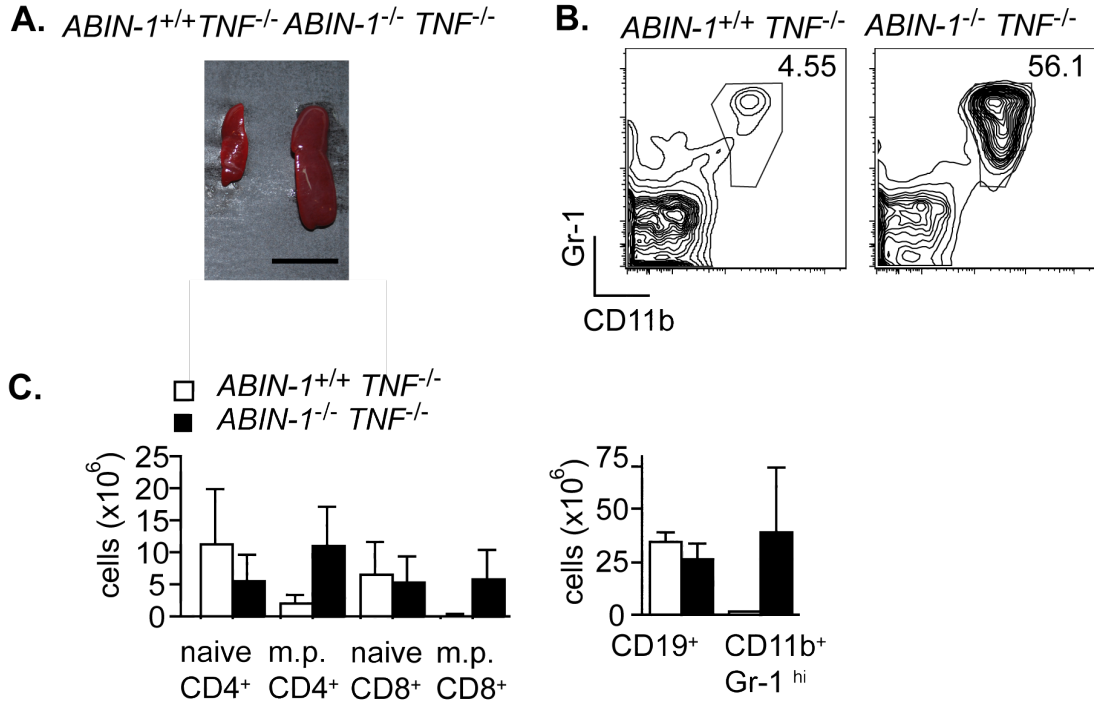 A. ABIN-1+/+ TNF-/- ABIN-1-/- TNF-/-
B. ABIN-1+/+ TNF-/- ABIN-1-/- TNF-/-
4.55
56.1
Gr-1
CD11b
C.
ABIN-1+/+ TNF-/-
ABIN-1-/- TNF-/-
cells (x10⁶)
25
20
15
10
5
0
naive m.p. naive m.p.
CD4+ CD4+ CD8+ CD8+
cells (x10⁶)
75
50
25
0
CD19+ CD11b+
Gr-1 hi